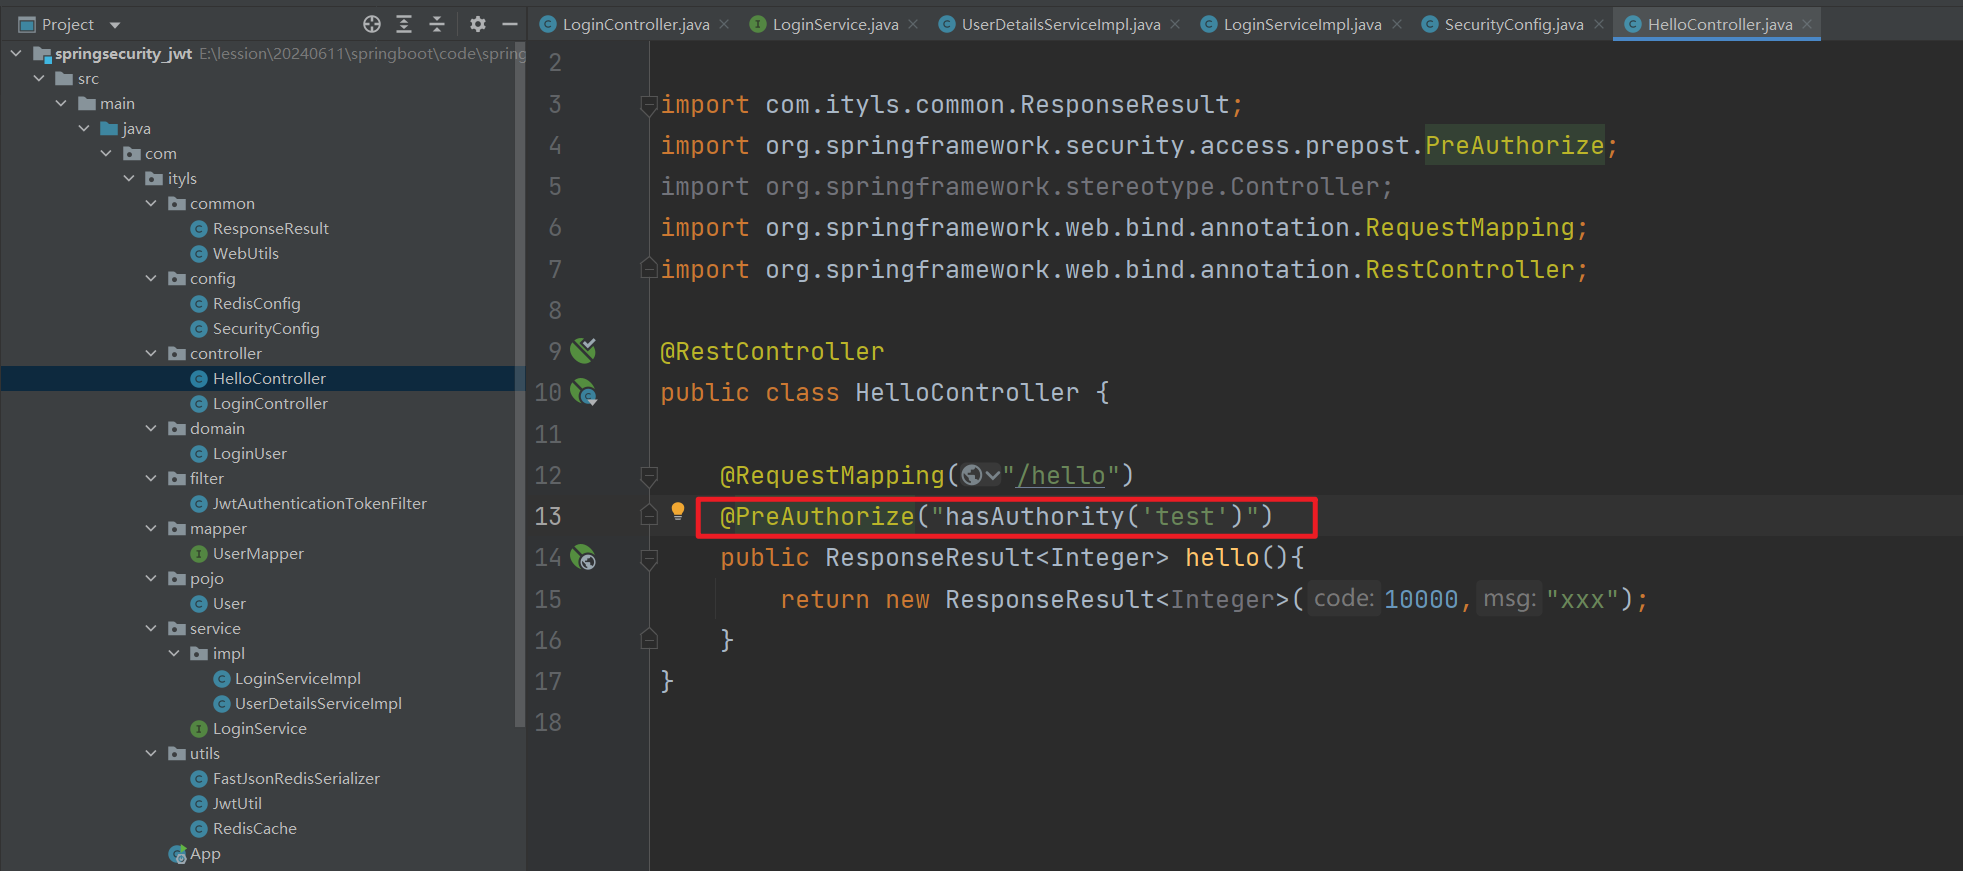 Project
LoginController.java
LoginService.java
UserDetailsServiceImpl.java
LoginServiceImpl.java
SecurityConfig.java
HelloController.java
springsecurity_jwt E:\lession\20240611\springboot\code\spring
src
main
java
com
ityls
common
ResponseResult
WebUtils
config
RedisConfig
SecurityConfig
controller
HelloController
LoginController
domain
LoginUser
filter
JwtAuthenticationTokenFilter
mapper
UserMapper
pojo
User
service
impl
LoginServiceImpl
UserDetailsServiceImpl
LoginService
utils
FastJsonRedisSerializer
JwtUtil
RedisCache
App
2
3 import com.ityls.common.ResponseResult;
4 import org.springframework.security.access.prepost.PreAuthorize;
5 import org.springframework.stereotype.Controller;
6 import org.springframework.web.bind.annotation.RequestMapping;
7 import org.springframework.web.bind.annotation.RestController;
8
9 @RestController
10 public class HelloController {
11
12 @RequestMapping("/hello")
13 @PreAuthorize("hasAuthority('test')")
14 public ResponseResult<Integer> hello(){
15 return new ResponseResult<Integer>( code: 10000, msg: "xxx");
16 }
17 }
18